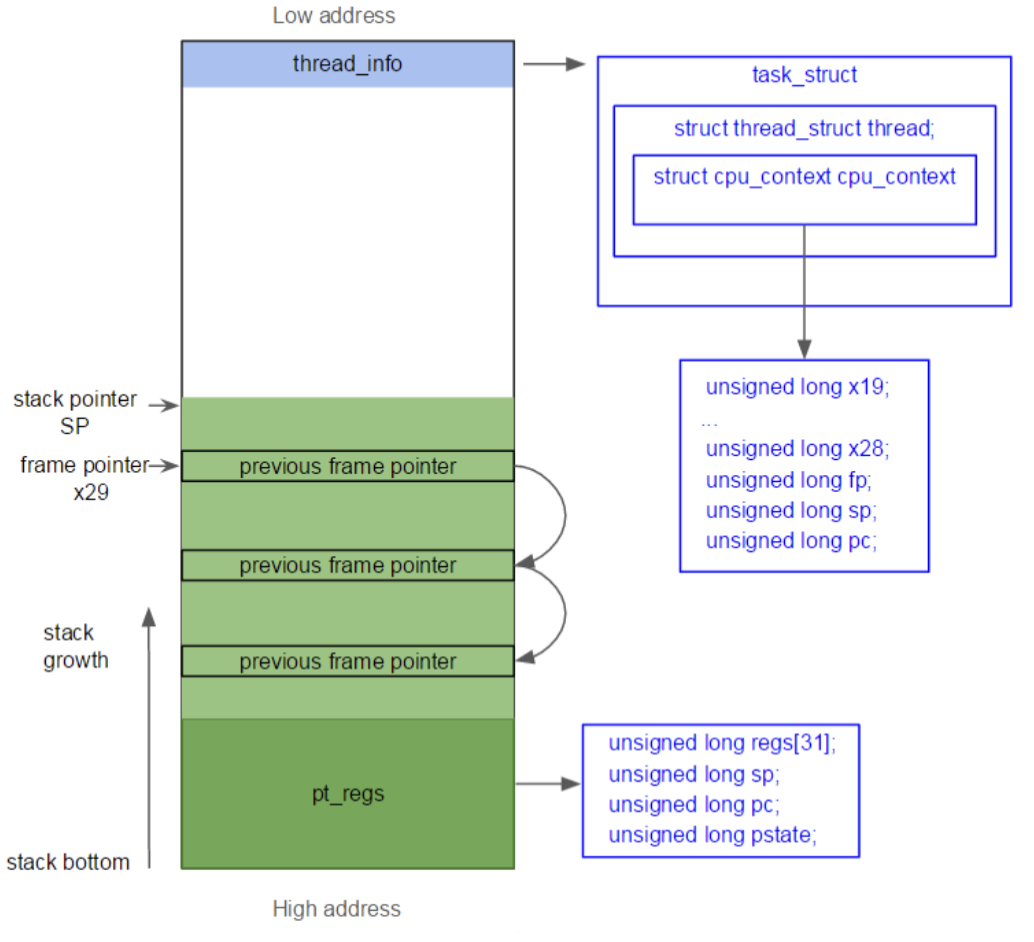 Low address
thread_info
task_struct
struct thread_struct thread;
struct cpu_context cpu_context
unsigned long x19;
...
unsigned long x28;
unsigned long fp;
unsigned long sp;
unsigned long pc;
stack pointer
SP
frame pointer
x29
previous frame pointer
previous frame pointer
previous frame pointer
stack
growth
pt_regs
unsigned long regs[31];
unsigned long sp;
unsigned long pc;
unsigned long pstate;
stack bottom
High address